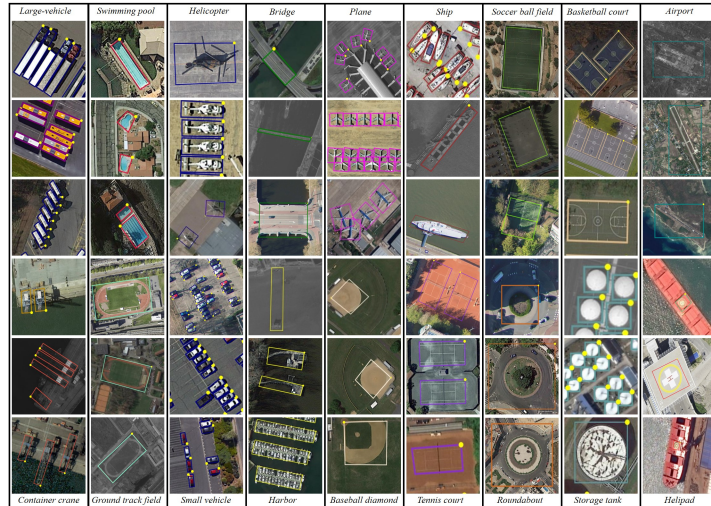 Large-vehicle
Swimming pool
Helicopter
Bridge
Plane
Ship
Soccer ball field
Basketball court
Airport
Container crane
Ground track field
Small vehicle
Harbor
Baseball diamond
Tennis court
Roundabout
Storage tank
Helipad